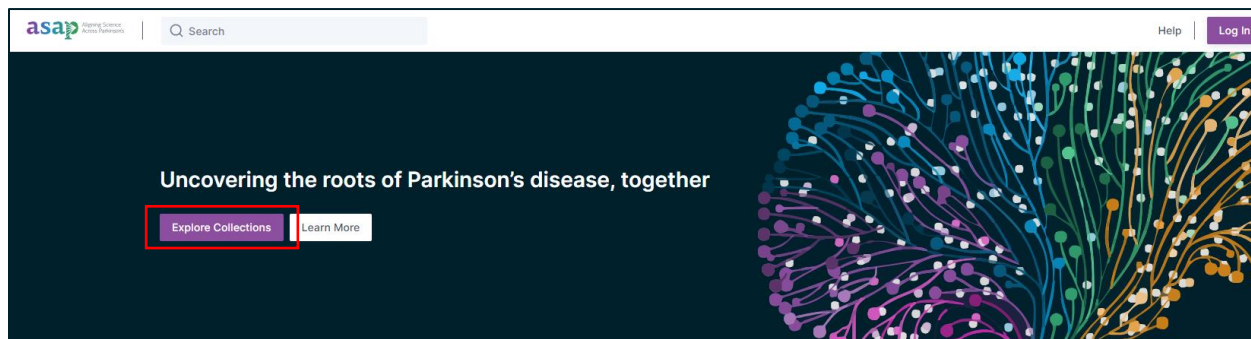 asap Aligning Science
Across Parkinson's
Search
Help
Log In
Uncovering the roots of Parkinson's disease, together
Explore Collections
Learn More